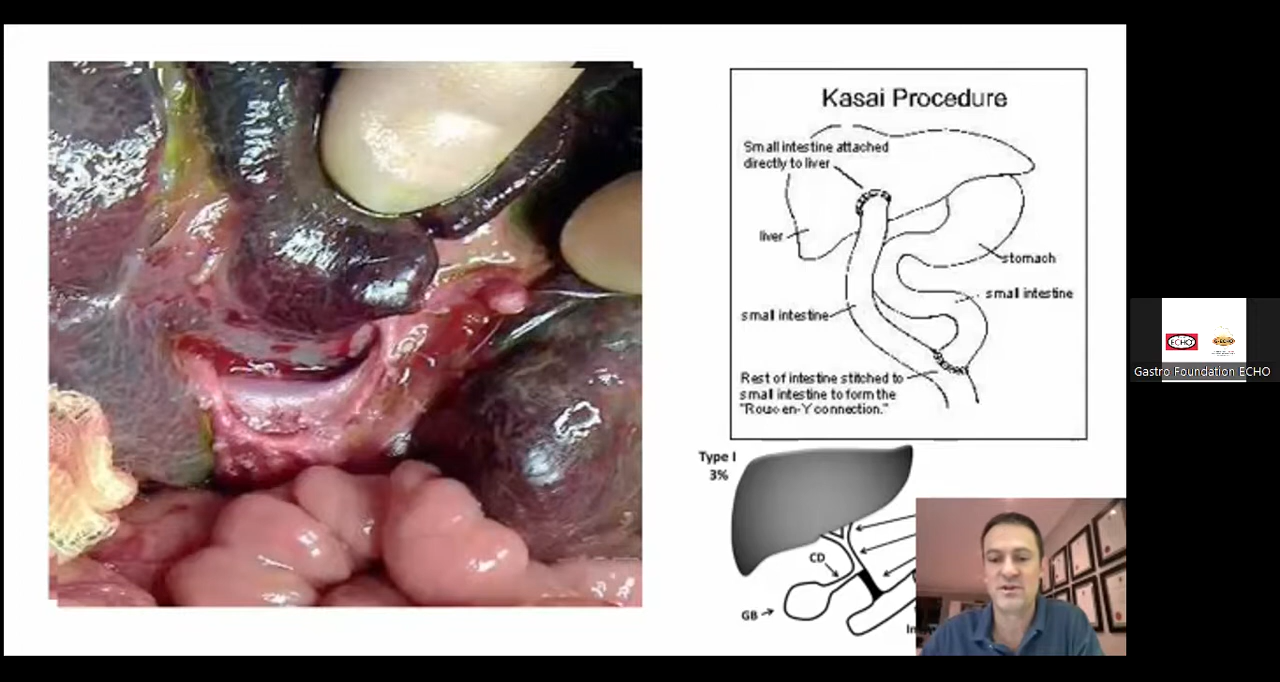 Kasai Procedure
Small intestine attached
directly to liver
liver
stomach
small intestine
small intestine
Rest of intestine stitched to
small intestine to form the
"Roux-en-Y connection."
Type I
3%
CD
GB
ECHO
Gastro Foundation ECHO